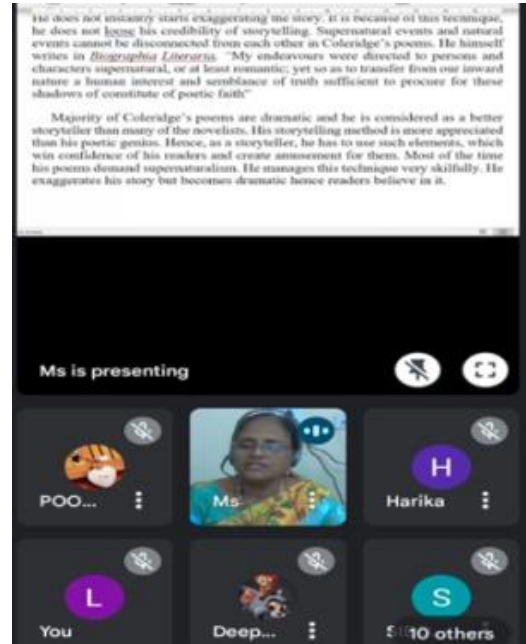 He does not instantly starts exaggerating the story. It is because of this technique,
he does not loose his credibility of storytelling. Supernatural events and natural
events cannot be disconnected from each other in Coleridge's poems. He himself
writes in Biographia Literaria. "My endeavours were directed to persons and
characters supernatural, or at least romantic; yet so as to transfer from our inward
nature a human interest and semblance of truth sufficient to procure for these
shadows of constitute of poetic faith"
Majority of Coleridge's poems are dramatic and he is considered as a better
storyteller than many of the novelists. His storytelling method is more appreciated
than his poetic genius. Hence, as a storyteller, he has to use such elements, which
win confidence of his readers and create amusement for them. Most of the time
his poems demand supernaturalism. He manages this technique very skilfully. He
exaggerates his story but becomes dramatic hence readers believe in it.
Ms is presenting
H
POO...
Ms
Harika
L
S
You
Deep...
10 others